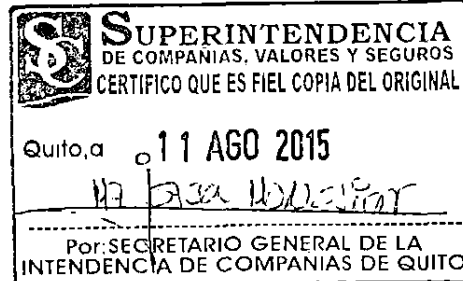 SUPERINTENDENCIA
DE COMPAÑIAS, VALORES Y SEGUROS
CERTIFICO QUE ES FIEL COPIA DEL ORIGINAL
Quito, a 11 AGO 2015
Por: SECRETARIO GENERAL DE LA
INTENDENCIA DE COMPANIAS DE QUITO